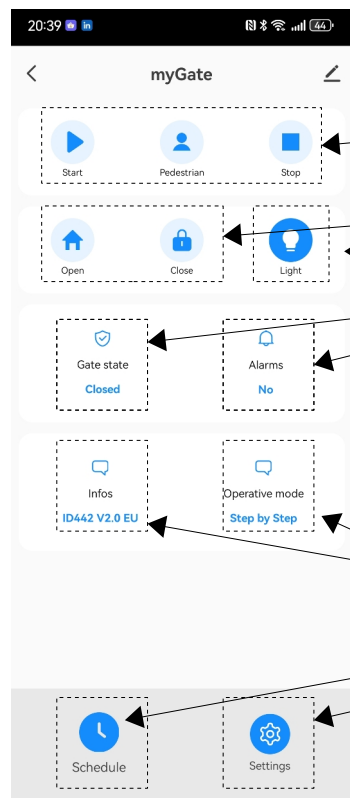 20:39 44
myGate
Start Pedestrian Stop
Open Close Light
Gate state Alarms
Closed No
Infos Operative mode
ID442 V2.0 EU Step by Step
Schedule Settings